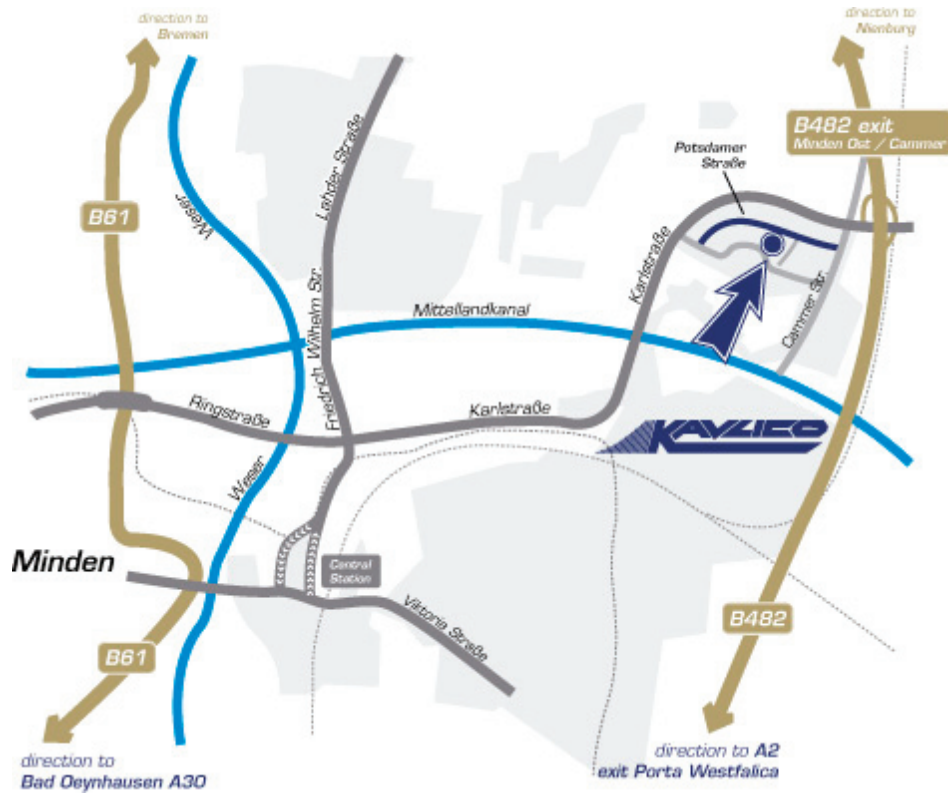 direction to
Bremen
direction to
Nienburg
B482 exit
Minden Ost / Cammer
Potsdamer
Straße
Lahder Straße
B61
Weser
Karlstraße
Cammer Str.
Mittellandkanal
Friedrich Wilhelm Str.
Ringstraße
Karlstraße
KAVLICO
Weser
Minden
Central
Station
Viktoria Straße
B482
B61
direction to
Bad Oeynhausen A30
direction to A2
exit Porta Westfalica